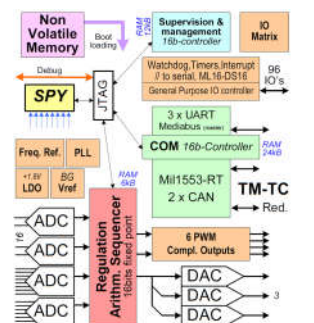 Non
Volatile
Memory
Boot
loading
RAM
12kB
Supervision &
management
16b-controller
IO
Matrix
Debug
SPY
JTAG
Watchdog,Timers,Interrupt
// to serial, ML16-DS16
General Purpose IO controller
96
IO's
3 x UART
Mediabus (master)
COM 16b-Controller
RAM
24kB
Freq. Ref.
PLL
+1.8V
LDO
BG
Vref
RAM
6kB
Mil1553-RT
2 x CAN
TM-TC
Red.
16
ADC
ADC
ADC
ADC
Regulation
Arithm. Sequencer
16bits fixed point
6 PWM
Compl. Outputs
DAC
DAC
DAC
3